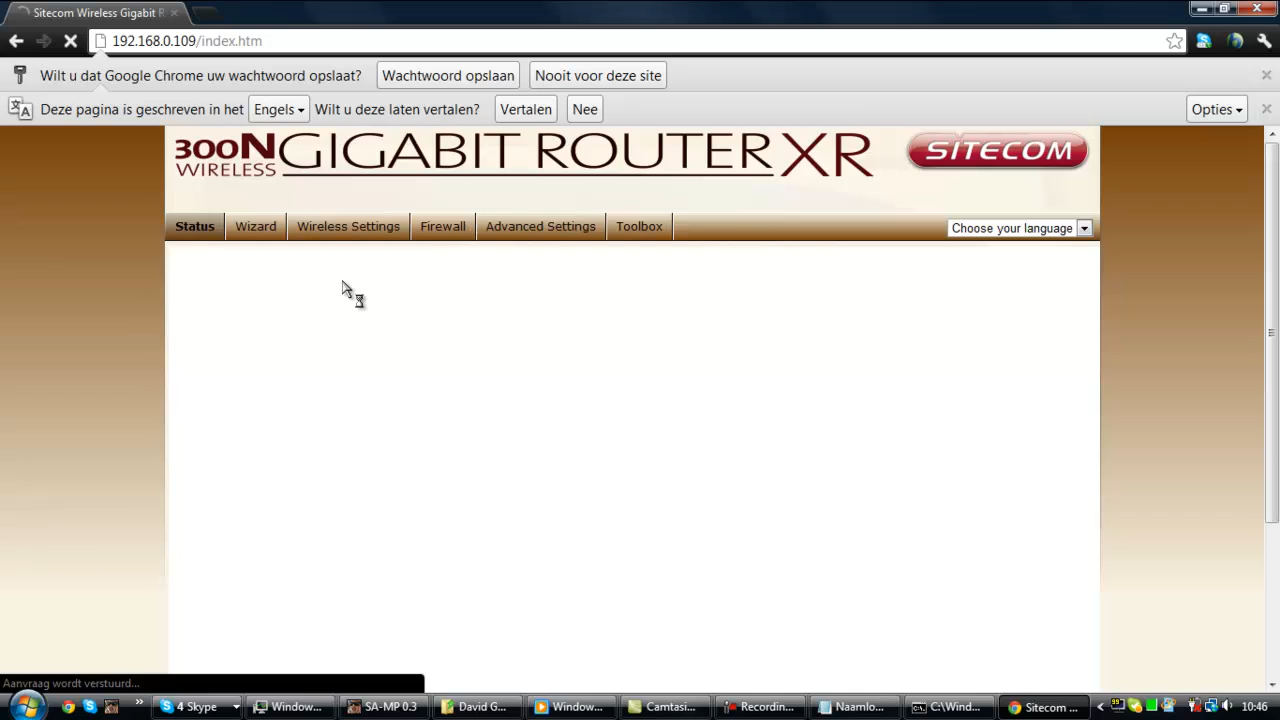 Sitecom Wireless Gigabit R
192.168.0.109/index.htm
Wilt u dat Google Chrome uw wachtwoord opslaat? Wachtwoord opslaan Nooit voor deze site
Deze pagina is geschreven in het Engels Wilt u deze laten vertalen? Vertalen Nee Opties
300N WIRELESS GIGABIT ROUTER XR SITECOM
Status Wizard Wireless Settings Firewall Advanced Settings Toolbox Choose your language
Aanvraag wordt verstuurd...
4 Skype Window... SA-MP 0.3 David G... Window... Camtasi... Recordin... Naamlo... C:\Wind... Sitecom ... 99 10:46